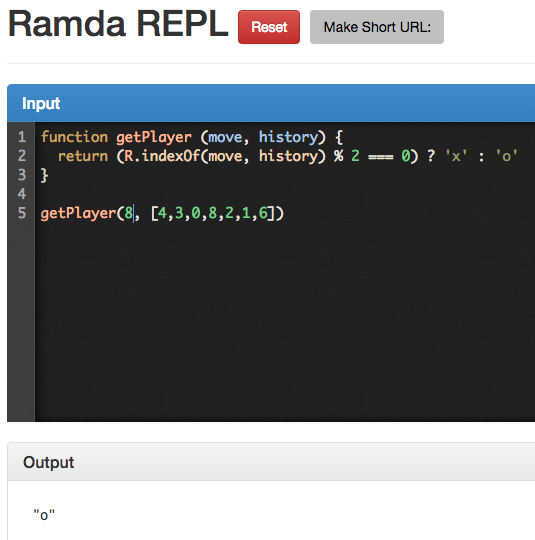 Ramda REPL Reset Make Short URL:
Input
1 function getPlayer (move, history) {
2   return (R.indexOf(move, history) % 2 === 0) ? 'x' : 'o'
3 }
4
5 getPlayer(8, [4,3,0,8,2,1,6])
Output
"o"